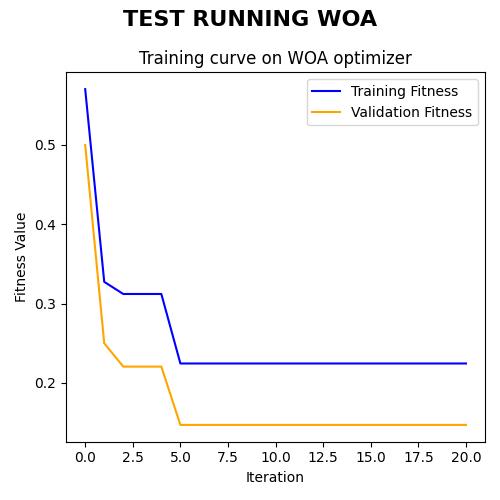 TEST RUNNING WOA
Training curve on WOA optimizer
Training Fitness
Validation Fitness
Fitness Value
0.5
0.4
0.3
0.2
0.0 2.5 5.0 7.5 10.0 12.5 15.0 17.5 20.0
Iteration